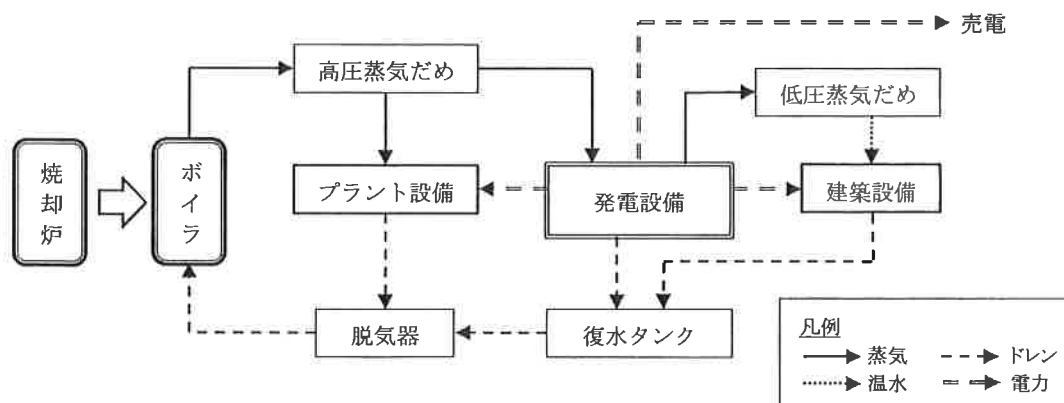 売電
高圧蒸気だめ
低圧蒸気だめ
焼却炉
ボイラ
プラント設備
発電設備
建築設備
脱気器
復水タンク
凡例
蒸気
ドレン
温水
電力